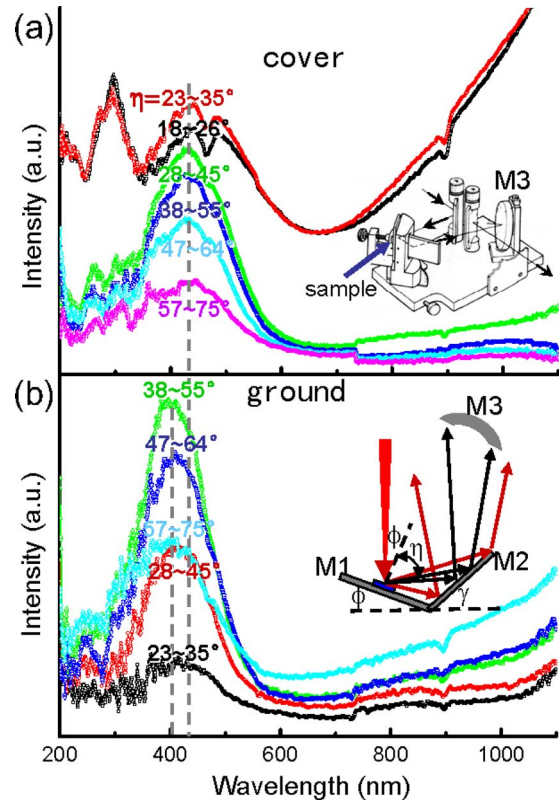 (a)
cover
η=23~35°
18~26°
28~45°
38~55°
47~64°
57~75°
M3
sample
Intensity (a.u.)
(b)
ground
38~55°
47~64°
57~75°
28~45°
23~35°
M3
M1
M2
ϕ
η
ϕ
γ
Intensity (a.u.)
200 400 600 800 1000
Wavelength (nm)